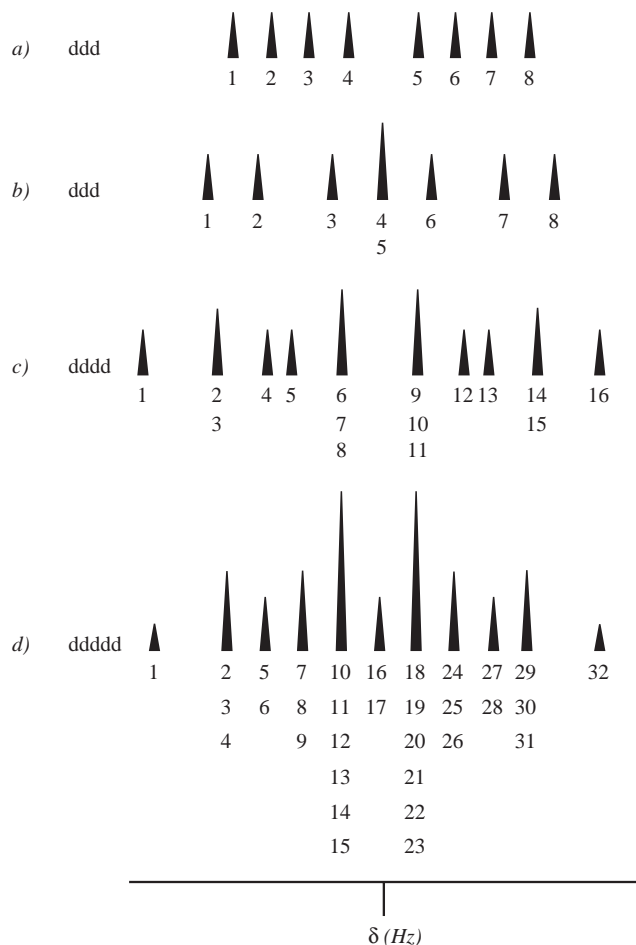 a) ddd
1 2 3 4 5 6 7 8
b) ddd
1 2 3 4 6 7 8
5
c) dddd
1 2 4 5 6 9 12 13 14 16
3 7 10 15
8 11
d) ddddd
1 2 5 7 10 16 18 24 27 29 32
3 6 8 11 17 19 25 28 30
4 9 12 20 26 31
13 21
14 22
15 23
δ (Hz)